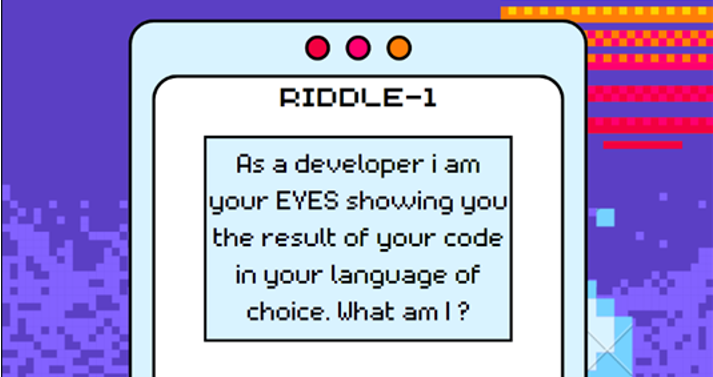 RIDDLE-1
As a developer i am
your EYES showing you
the result of your code
in your language of
choice. What am I ?